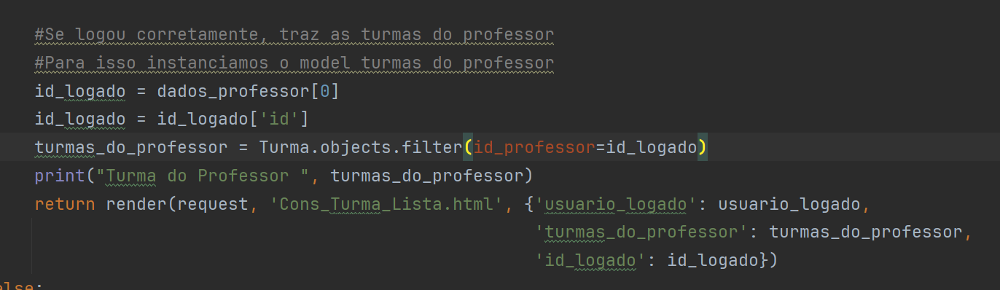 #Se logou corretamente, traz as turmas do professor
#Para isso instanciamos o model turmas do professor
id_logado = dados_professor[0]
id_logado = id_logado['id']
turmas_do_professor = Turma.objects.filter(id_professor=id_logado)
print("Turma do Professor ", turmas_do_professor)
return render(request, 'Cons_Turma_Lista.html', {'usuario_logado': usuario_logado,
'turmas_do_professor': turmas_do_professor,
'id_logado': id_logado})
else: